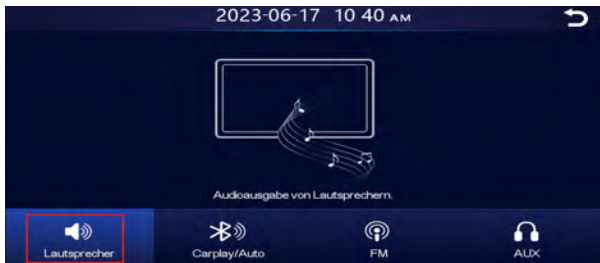 2023-06-17 10 40 AM
Audioausgabe von Lautsprechern.
Lautsprecher
Carplay/Auto
FM
AUX